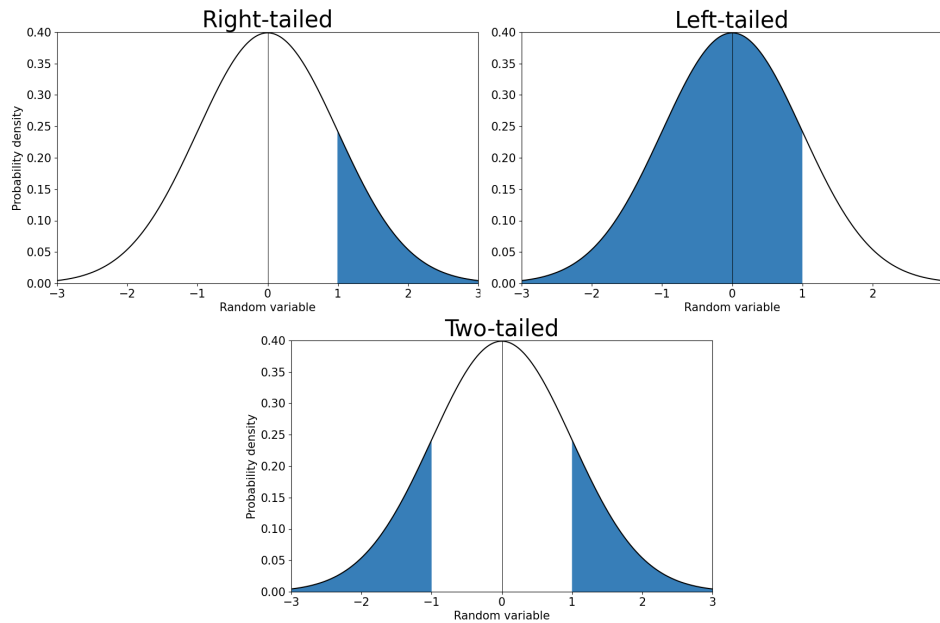 Right-tailed
0.40
0.35
0.30
0.25
0.20
0.15
0.10
0.05
0.00
Probability density
−3 −2 −1 0 1 2 3
Random variable
Left-tailed
0.40
0.35
0.30
0.25
0.20
0.15
0.10
0.05
0.00
−3 −2 −1 0 1 2
Random variable
Two-tailed
0.40
0.35
0.30
0.25
0.20
0.15
0.10
0.05
0.00
Probability density
−3 −2 −1 0 1 2 3
Random variable